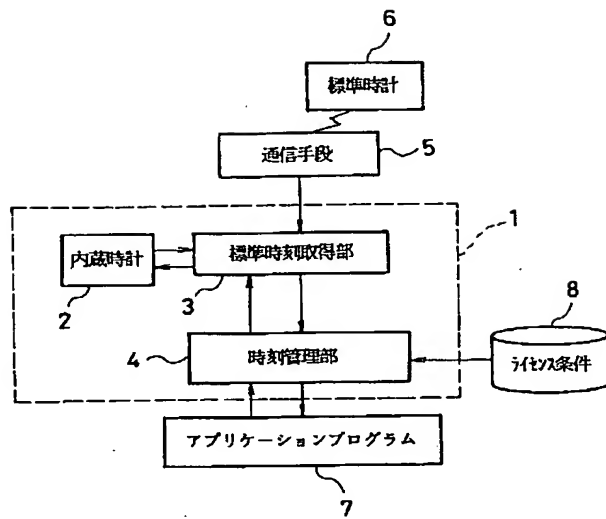 6
標準時計
通信手段
5
1
内蔵時計
標準時刻取得部
2
3
8
4
時刻管理部
ライセンス条件
アプリケーションプログラム
7